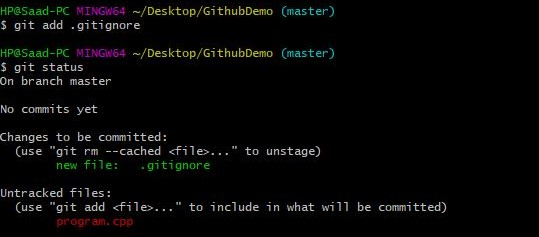 HP@Saad-PC MINGW64 ~/Desktop/GithubDemo (master)
$ git add .gitignore
HP@Saad-PC MINGW64 ~/Desktop/GithubDemo (master)
$ git status
On branch master
No commits yet
Changes to be committed:
(use "git rm --cached <file>..." to unstage)
new file:   .gitignore
Untracked files:
(use "git add <file>..." to include in what will be committed)
program.cpp